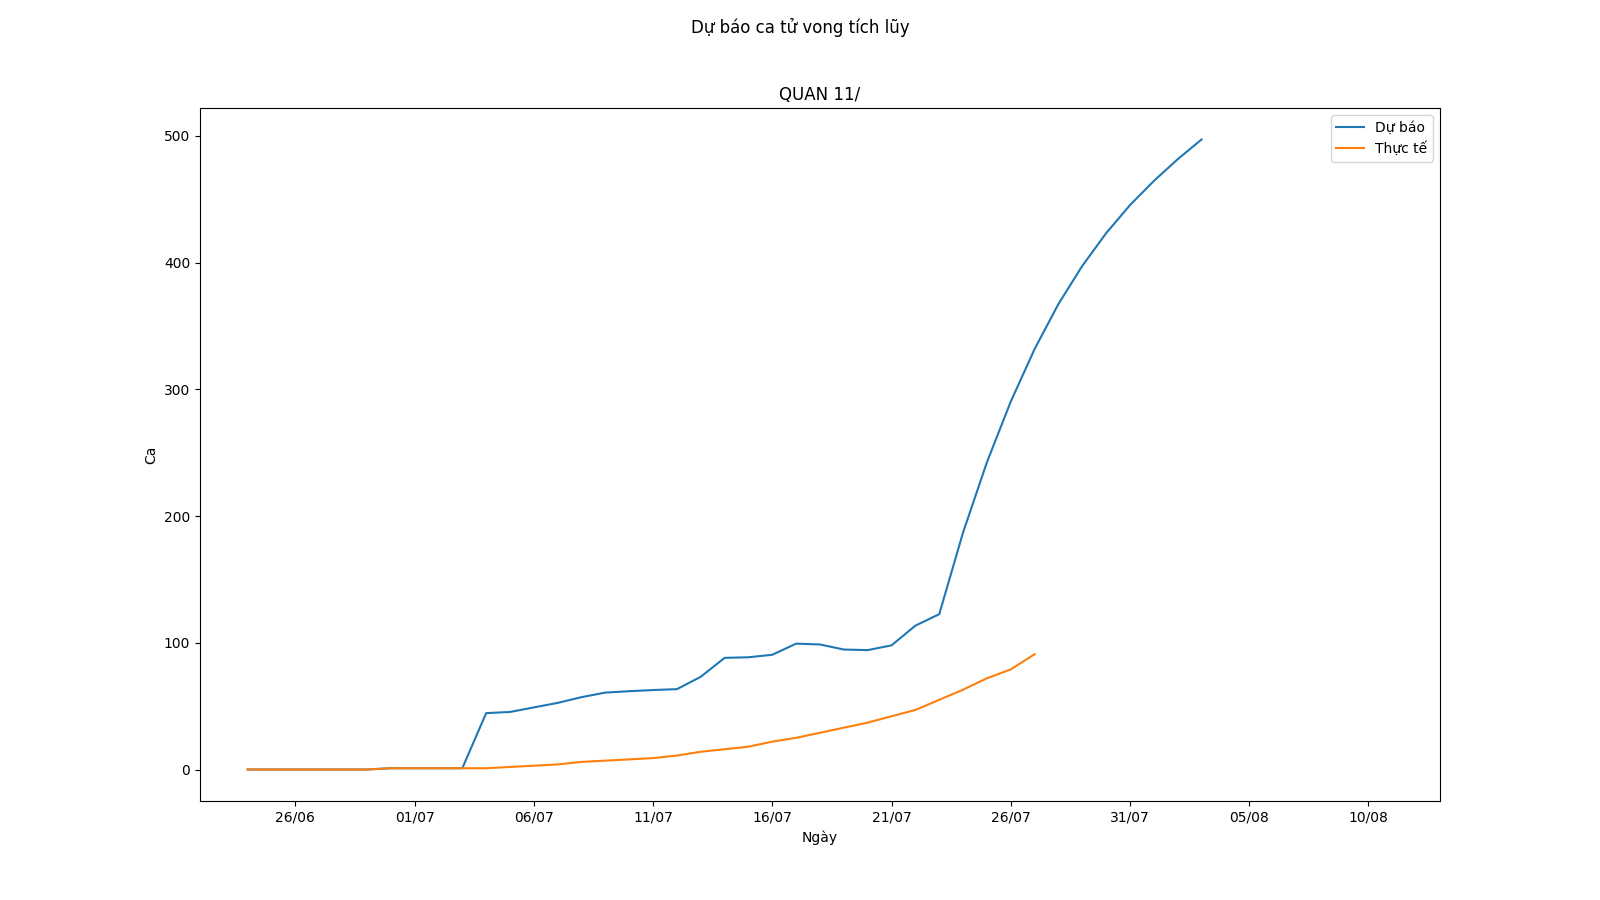 Dự báo ca tử vong tích lũy
QUAN 11/
Dự báo
Thực tế
500
400
300
200
100
0
Ca
26/06 01/07 06/07 11/07 16/07 21/07 26/07 31/07 05/08 10/08
Ngày